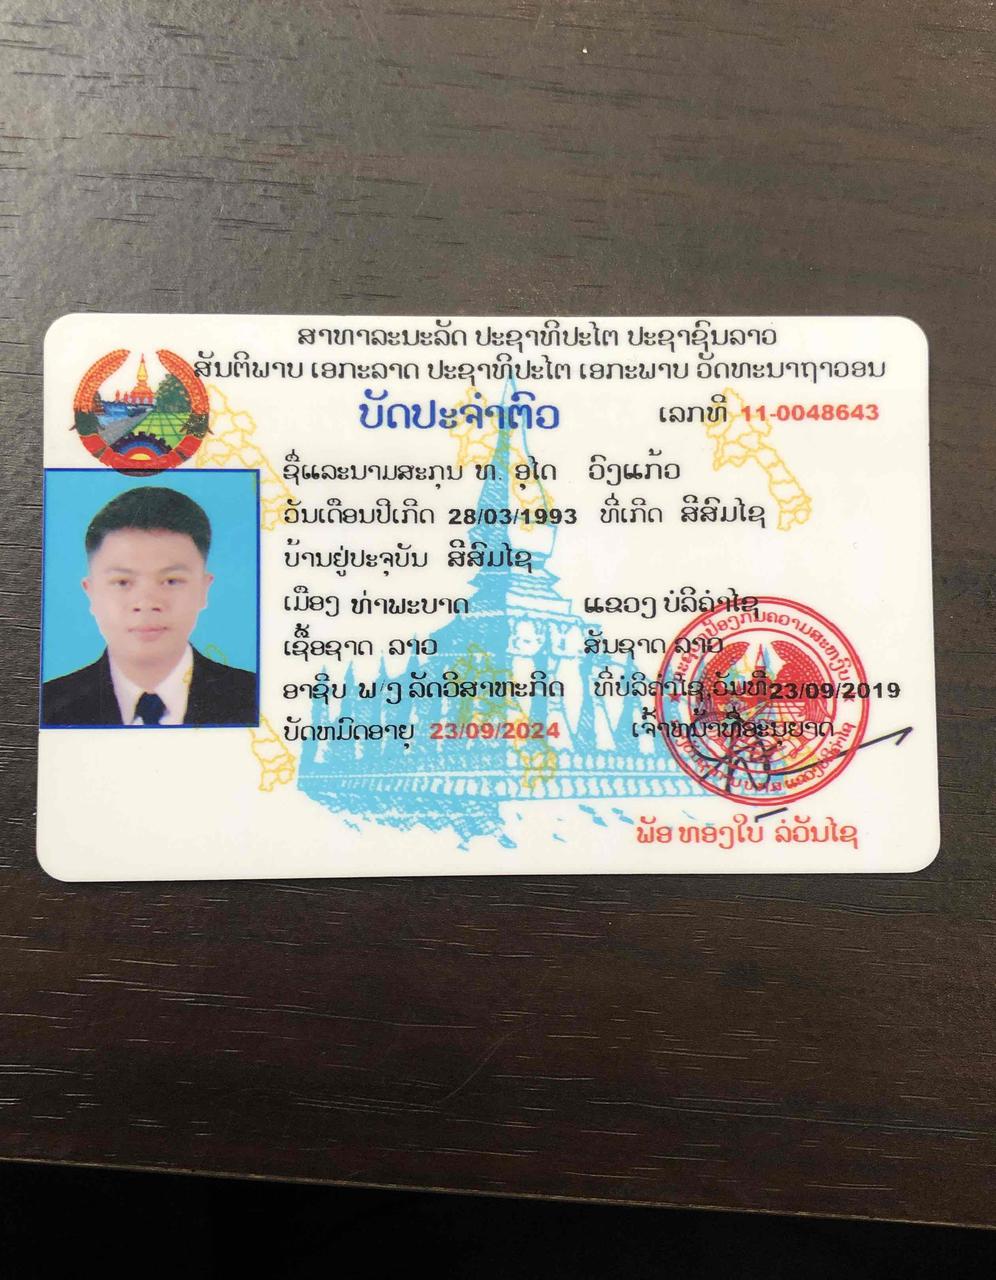 ສາທາລະນະລັດ ປະຊາທິປະໄຕ ປະຊາຊົນລາວ
ສັນຕິພາບ ເອກະລາດ ປະຊາທິປະໄຕ ເອກະພາບ ວັດທະນາຖາວອນ
ບັດປະຈຳຕົວ ເລກທີ 11-0048643
ຊື່ແລະນາມສະກຸນ ທ. ອຸໄດ ວົງແກ້ວ
ວັນເດືອນປີເກີດ 28/03/1993 ທີ່ເກີດ ສີສົມໄຊ
ບ້ານຢູ່ປະຈຸບັນ ສີສົມໄຊ
ເມືອງ ທ່າພະບາດ ແຂວງ ບໍລິຄຳໄຊ
ເຊື້ອຊາດ ລາວ ສັນຊາດ ລາວ
ອາຊີບ ພ/ງ ລັດວິສາຫະກິດ ທີ່ບໍລິຄຳໄຊ,ວັນທີ 23/09/2019
ບັດຫມົດອາຍຸ 23/09/2024 ເຈົ້າຫນ້າທີ່ອະນຸຍາດ
ພັອ ທອງໃບ ລໍວັນໄຊ